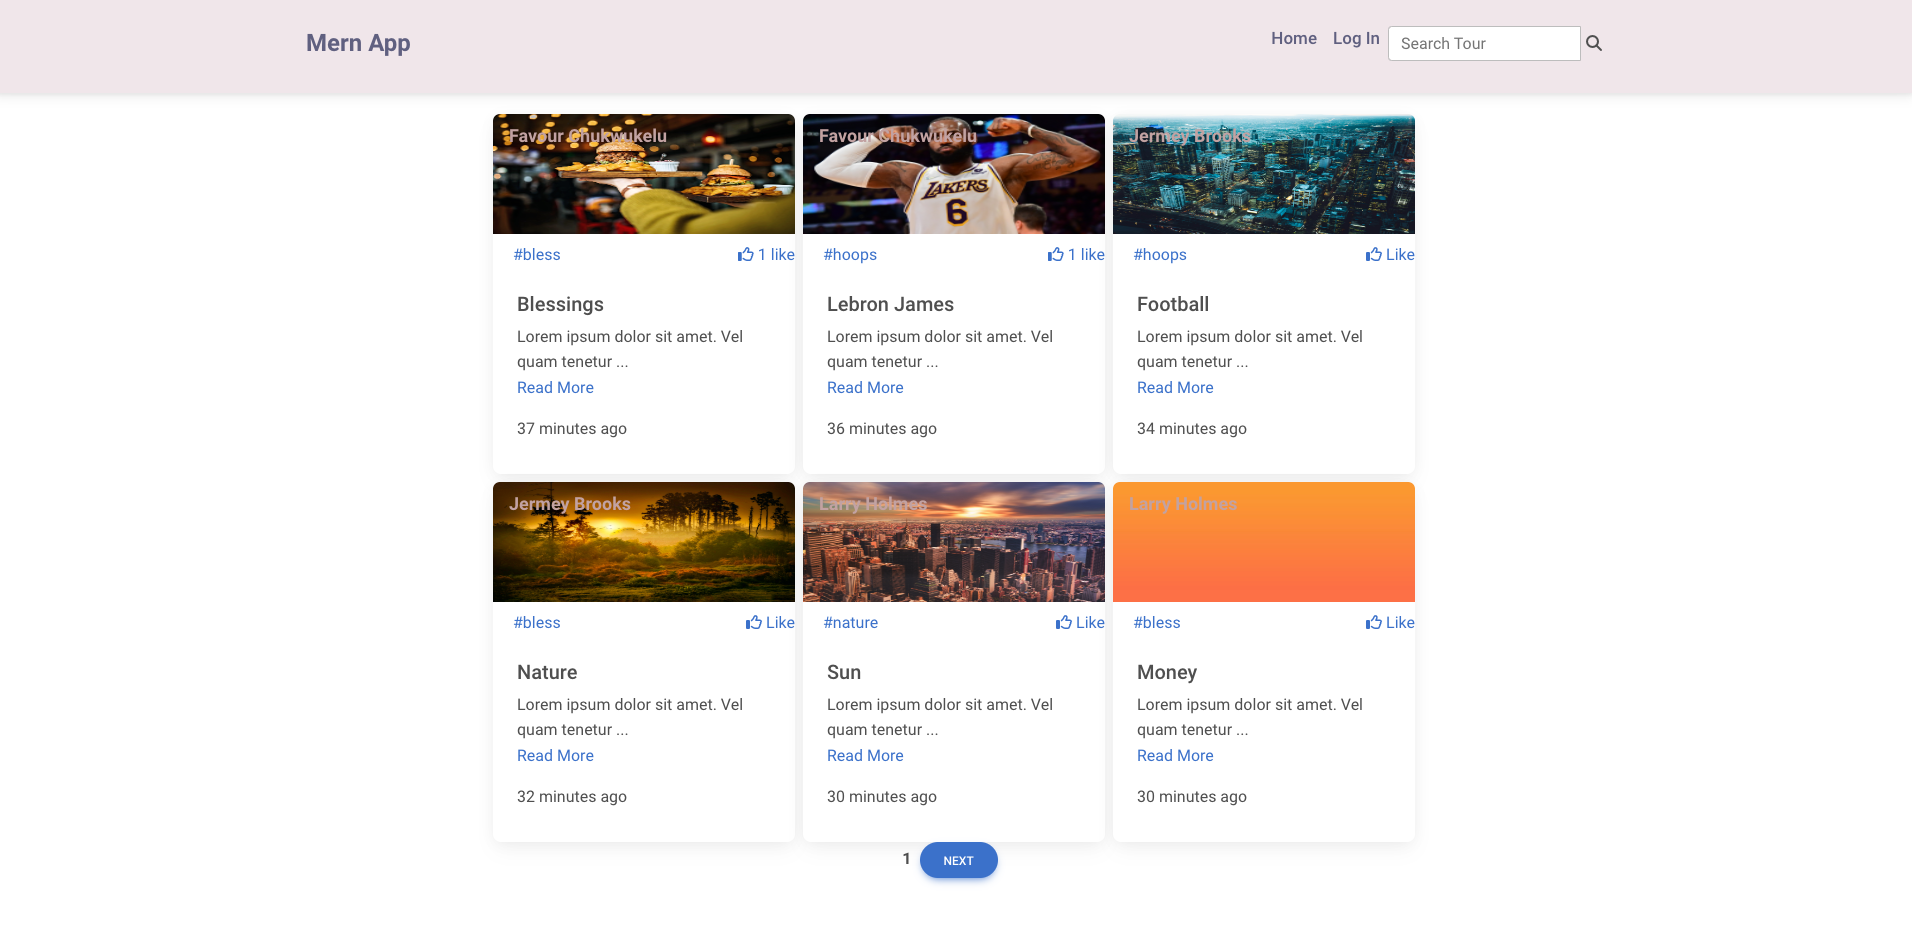 Mern App
Home Log In Search Tour
Favour Chukwukelu
LAKERS
6
#bless 1 like
Blessings
Lorem ipsum dolor sit amet. Vel
quam tenetur ...
Read More
37 minutes ago
Favour Chukwukelu
#hoops 1 like
Lebron James
Lorem ipsum dolor sit amet. Vel
quam tenetur ...
Read More
36 minutes ago
Jermey Brooks
#hoops Like
Football
Lorem ipsum dolor sit amet. Vel
quam tenetur ...
Read More
34 minutes ago
Jermey Brooks
#bless Like
Nature
Lorem ipsum dolor sit amet. Vel
quam tenetur ...
Read More
32 minutes ago
Larry Holmes
#nature Like
Sun
Lorem ipsum dolor sit amet. Vel
quam tenetur ...
Read More
30 minutes ago
Larry Holmes
#bless Like
Money
Lorem ipsum dolor sit amet. Vel
quam tenetur ...
Read More
30 minutes ago
1 NEXT